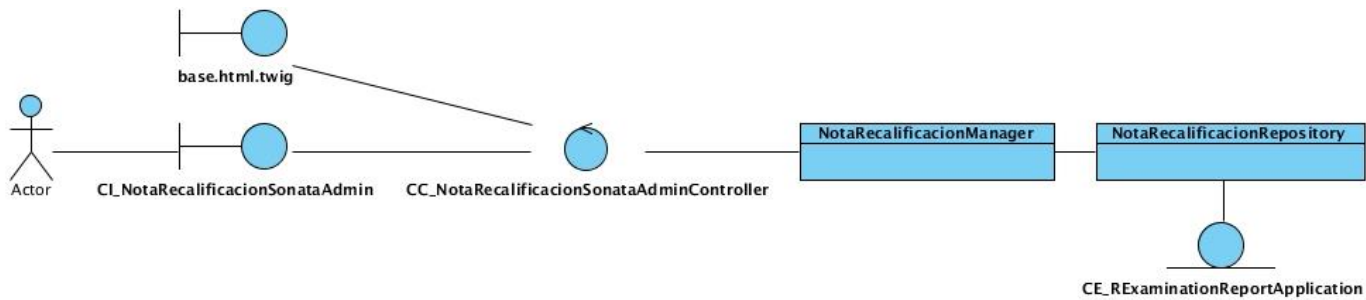 base.html.twig
NotaRecalificacionManager
NotaRecalificacionRepository
Actor
CI_NotaRecalificacionSonataAdmin
CC_NotaRecalificacionSonataAdminController
CE_RExaminationReportApplication